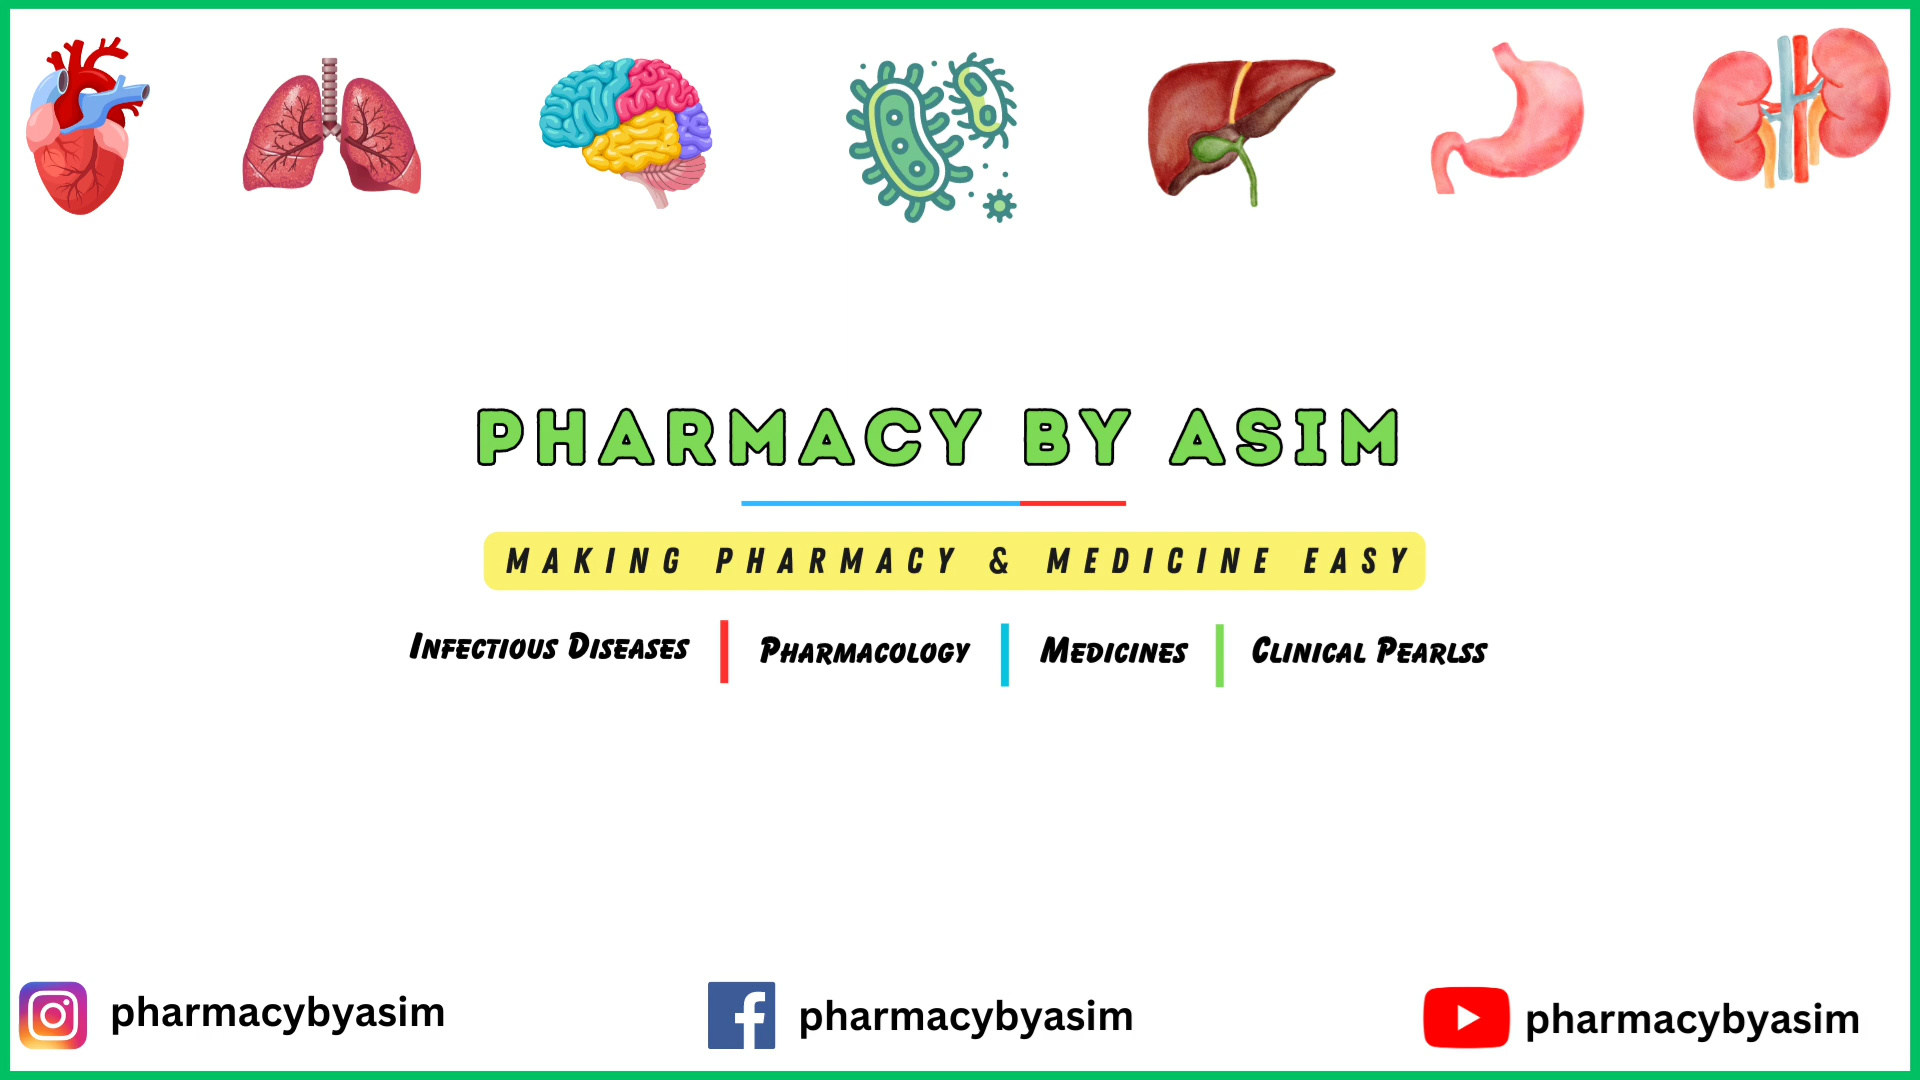 PHARMACY BY ASIM
MAKING PHARMACY & MEDICINE EASY
Infectious Diseases
Pharmacology
Medicines
Clinical Pearlss
pharmacybyasim
pharmacybyasim
pharmacybyasim